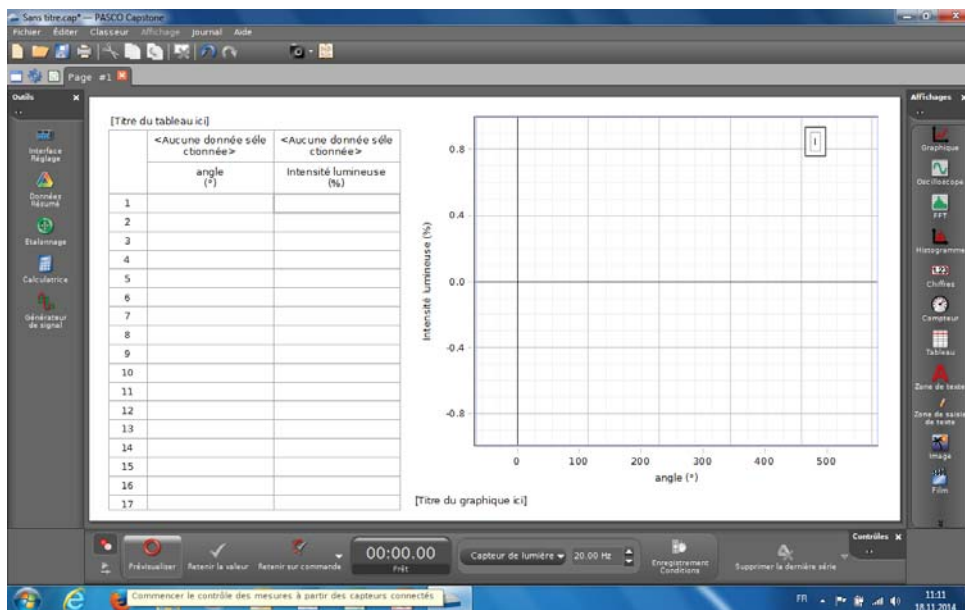 Sans titre.cap* — PASCO Capstone
Fichier Éditer Classeur Affichage Journal Aide
Page #1
Outils
Interface
Réglage
Données
Résumé
Etalonnage
Calculatrice
Générateur
de signal
[Titre du tableau ici]
<Aucune donnée séle
ctionnée>
<Aucune donnée séle
ctionnée>
angle
(°)
Intensité lumineuse
(%)
1
2
3
4
5
6
7
8
9
10
11
12
13
14
15
16
17
Intensité lumineuse (%)
0.8
0.4
0.0
-0.4
-0.8
I
0 100 200 300 400 500
angle (°)
[Titre du graphique ici]
Affichages
Graphique
Oscilloscope
FFT
Histogramme
Chiffres
Compteur
Tableau
Zone de texte
Zone de saisie
de texte
Image
Film
Contrôles
Prévisualiser
Retenir la valeur
Retenir sur commande
00:00.00
Prêt
Capteur de lumière
20.00 Hz
Enregistrement
Conditions
Supprimer la dernière série
Commencer le contrôle des mesures à partir des capteurs connectés
FR
11:11
18.11.2014